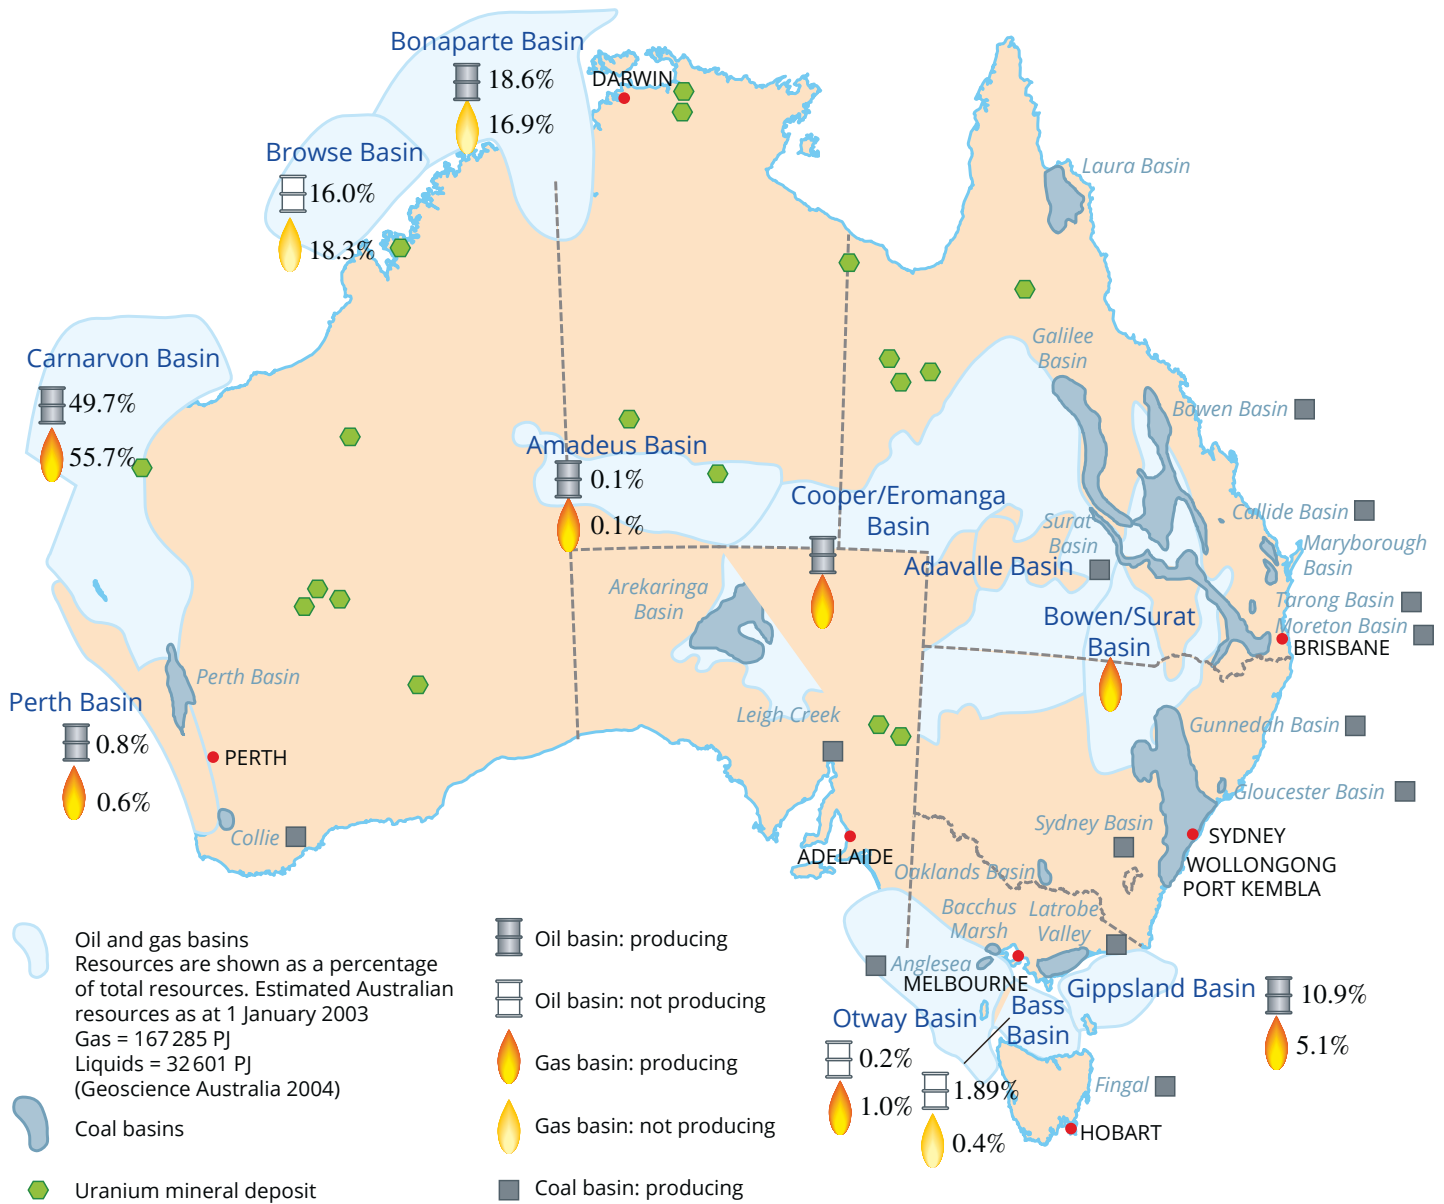 Bonaparte Basin
18.6%
DARWIN
16.9%
Browse Basin
16.0%
18.3%
Laura Basin
Carnarvon Basin
49.7%
55.7%
Galilee
Basin
Bowen Basin
Amadeus Basin
0.1%
0.1%
Cooper/Eromanga
Basin
Surat
Basin
Callide Basin
Maryborough
Basin
Adavalle Basin
Arekaringa
Basin
Tarong Basin
Moreton Basin
BRISBANE
Bowen/Surat
Basin
Perth Basin
Perth Basin
0.8%
0.6%
PERTH
Leigh Creek
Gunnedah Basin
Gloucester Basin
Collie
ADELAIDE
Sydney Basin
SYDNEY
WOLLONGONG
PORT KEMBLA
Oaklands Basin
Bacchus
Marsh
Latrobe
Valley
Anglesea
MELBOURNE
Gippsland Basin
10.9%
5.1%
Otway Basin
0.2%
1.0%
Bass
Basin
1.89%
0.4%
Fingal
HOBART
Oil and gas basins
Resources are shown as a percentage
of total resources. Estimated Australian
resources as at 1 January 2003
Gas = 167 285 PJ
Liquids = 32 601 PJ
(Geoscience Australia 2004)
Coal basins
Uranium mineral deposit
Oil basin: producing
Oil basin: not producing
Gas basin: producing
Gas basin: not producing
Coal basin: producing